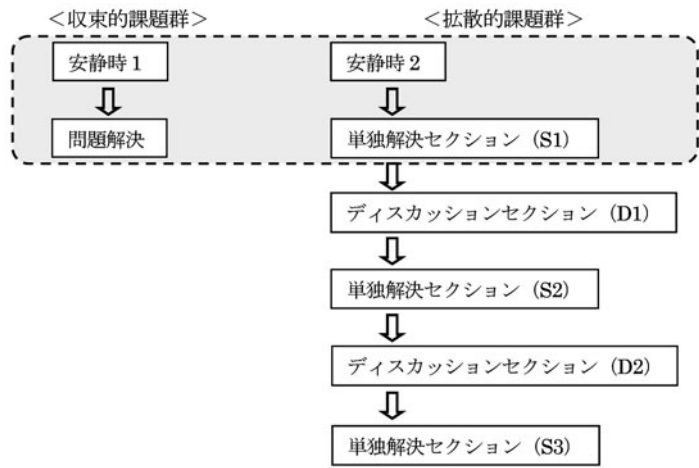 ＜収束的課題群＞
＜拡散的課題群＞
安静時 1
安静時 2
問題解決
単独解決セクション（S1）
ディスカッションセクション（D1）
単独解決セクション（S2）
ディスカッションセクション（D2）
単独解決セクション（S3）